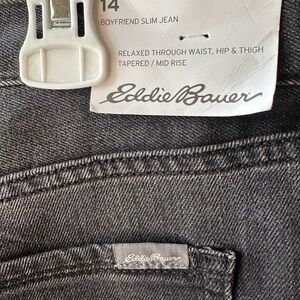 14
BOYFRIEND SLIM JEAN
RELAXED THROUGH WAIST, HIP & THIGH
TAPERED / MID RISE
Eddie Bauer
Eddie Bauer